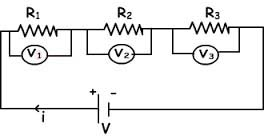 R₁ R₂ R₃
V₁ V₂ V₃
+ −
i V